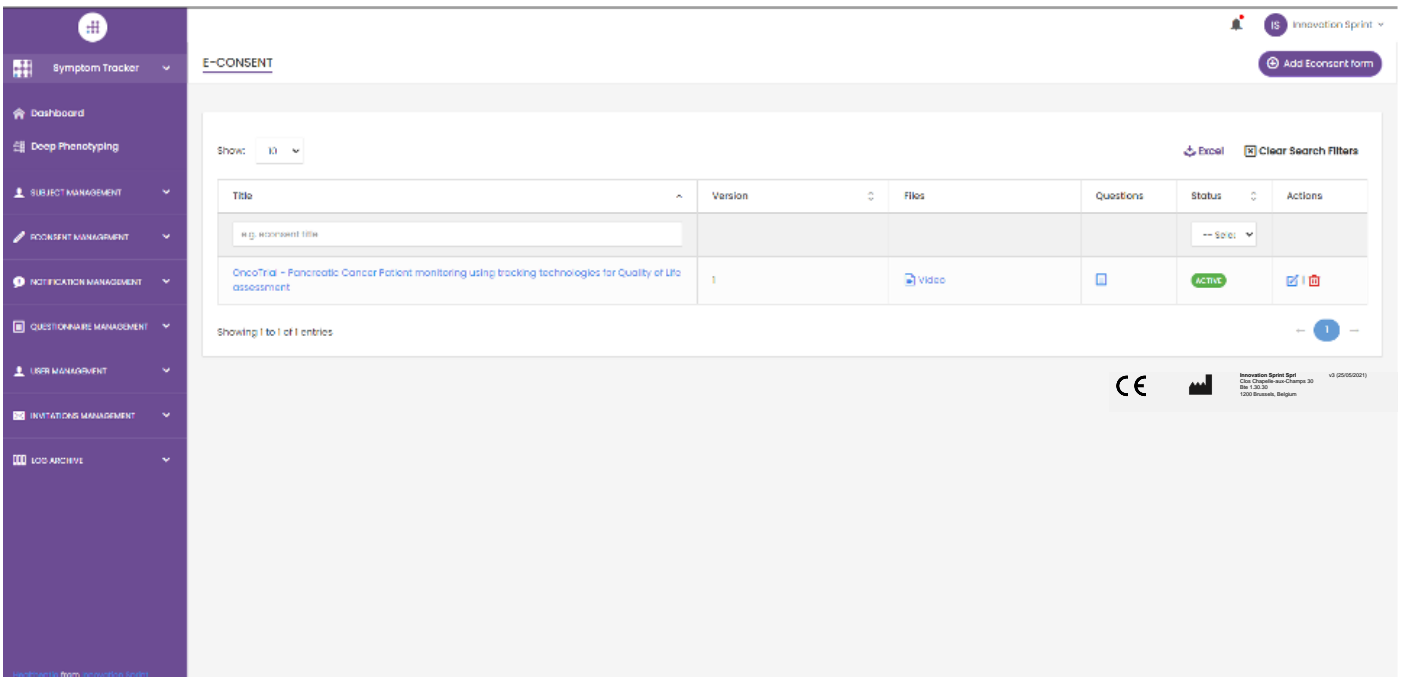 IS Innovation Sprint
Symptom Tracker
E-CONSENT
Add Econsent form
Dashboard
Deep Phenotyping
SUBJECT MANAGEMENT
ECONSENT MANAGEMENT
NOTIFICATION MANAGEMENT
QUESTIONNAIRE MANAGEMENT
USER MANAGEMENT
INVITATIONS MANAGEMENT
LOG ARCHIVE
Show: 10
Excel Clear Search Filters
Title Version Files Questions Status Actions
e.g. econsent title -- Selec
OncoTrial - Pancreatic Cancer Patient monitoring using tracking technologies for Quality of Life
assessment
1 Video ACTIVE
Showing 1 to 1 of 1 entries
← 1 →
CE
Innovation Sprint Sprl v3 (25/05/2021)
Clos Chapelle-aux-Champs 30
Bte 1.30.30
1200 Brussels, Belgium
from Innovation Sprint